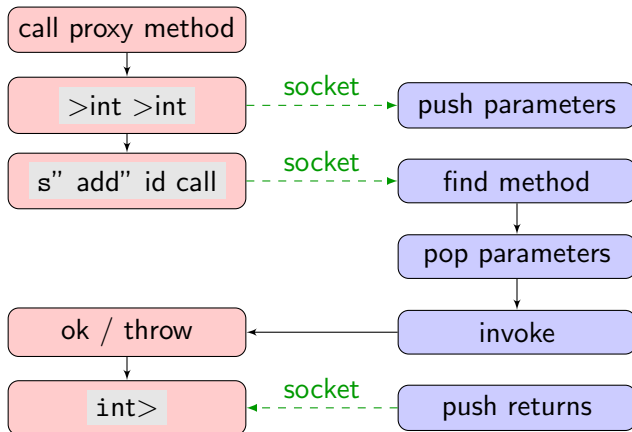 call proxy method
>int >int
socket
push parameters
s” add” id call
socket
find method
pop parameters
ok / throw
invoke
int>
socket
push returns